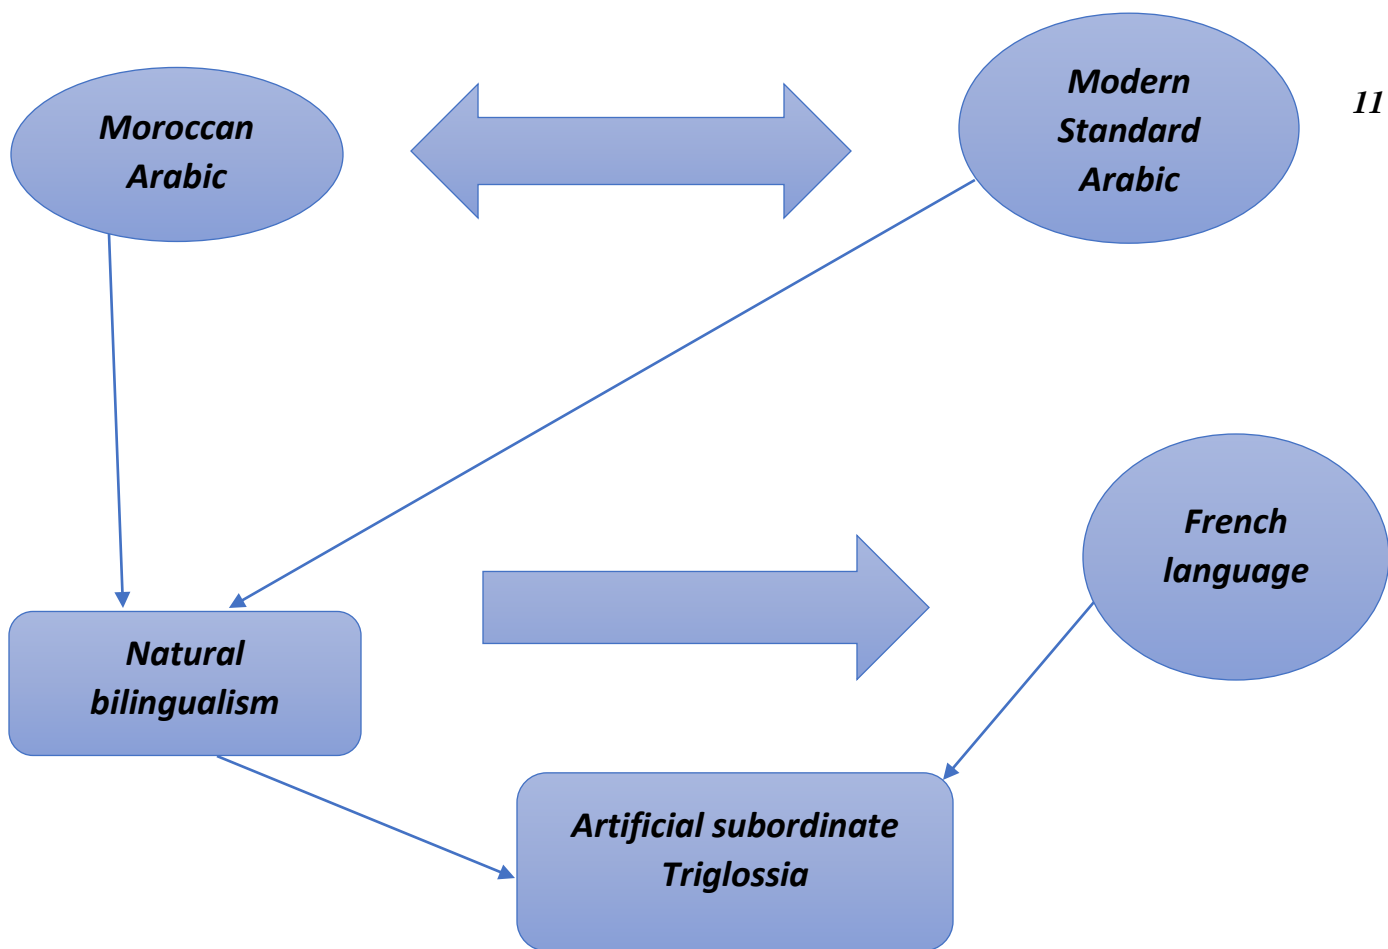 Moroccan
Arabic
Modern
Standard
Arabic
11
French
language
Natural
bilingualism
Artificial subordinate
Triglossia